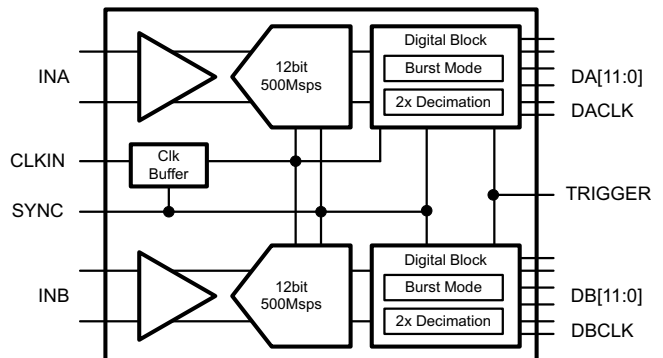 Digital Block
INA
12bit
500Msps
Burst Mode
DA[11:0]
2x Decimation
DACLK
CLKIN
Clk
Buffer
TRIGGER
SYNC
Digital Block
INB
12bit
500Msps
Burst Mode
DB[11:0]
2x Decimation
DBCLK